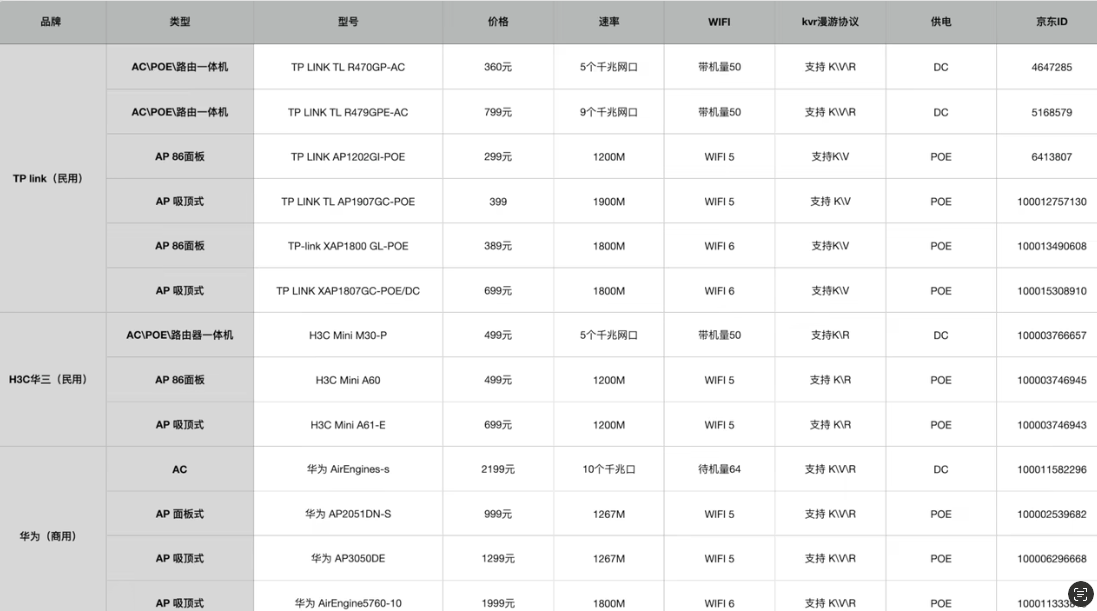 品牌 类型 型号 价格 速率 WIFI kvr漫游协议 供电 京东ID
TP link（民用）
AC\POE\路由一体机 TP LINK TL R470GP-AC 360元 5个千兆网口 带机量50 支持 K\V\R DC 4647285
AC\POE\路由一体机 TP LINK TL R479GPE-AC 799元 9个千兆网口 带机量50 支持 K\V\R DC 5168579
AP 86面板 TP LINK AP1202GI-POE 299元 1200M WIFI 5 支持K\V POE 6413807
AP 吸顶式 TP LINK TL AP1907GC-POE 399 1900M WIFI 5 支持 K\V POE 100012757130
AP 86面板 TP-link XAP1800 GL-POE 389元 1800M WIFI 6 支持K\V POE 100013490608
AP 吸顶式 TP LINK XAP1807GC-POE/DC 699元 1800M WIFI 6 支持K\V POE 100015308910
H3C华三（民用）
AC\POE\路由器一体机 H3C Mini M30-P 499元 5个千兆网口 带机量50 支持K\R DC 100003766657
AP 86面板 H3C Mini A60 499元 1200M WIFI 5 支持 K\R POE 100003746945
AP 吸顶式 H3C Mini A61-E 699元 1200M WIFI 5 支持 K\R POE 100003746943
华为（商用）
AC 华为 AirEngines-s 2199元 10个千兆口 待机量64 支持 K\V\R DC 100011582296
AP 面板式 华为 AP2051DN-S 999元 1267M WIFI 5 支持 K\V\R POE 100002539682
AP 吸顶式 华为 AP3050DE 1299元 1267M WIFI 5 支持 K\V\R POE 100006296668
AP 吸顶式 华为 AirEngine5760-10 1999元 1800M WIFI 6 支持 K\V\R POE